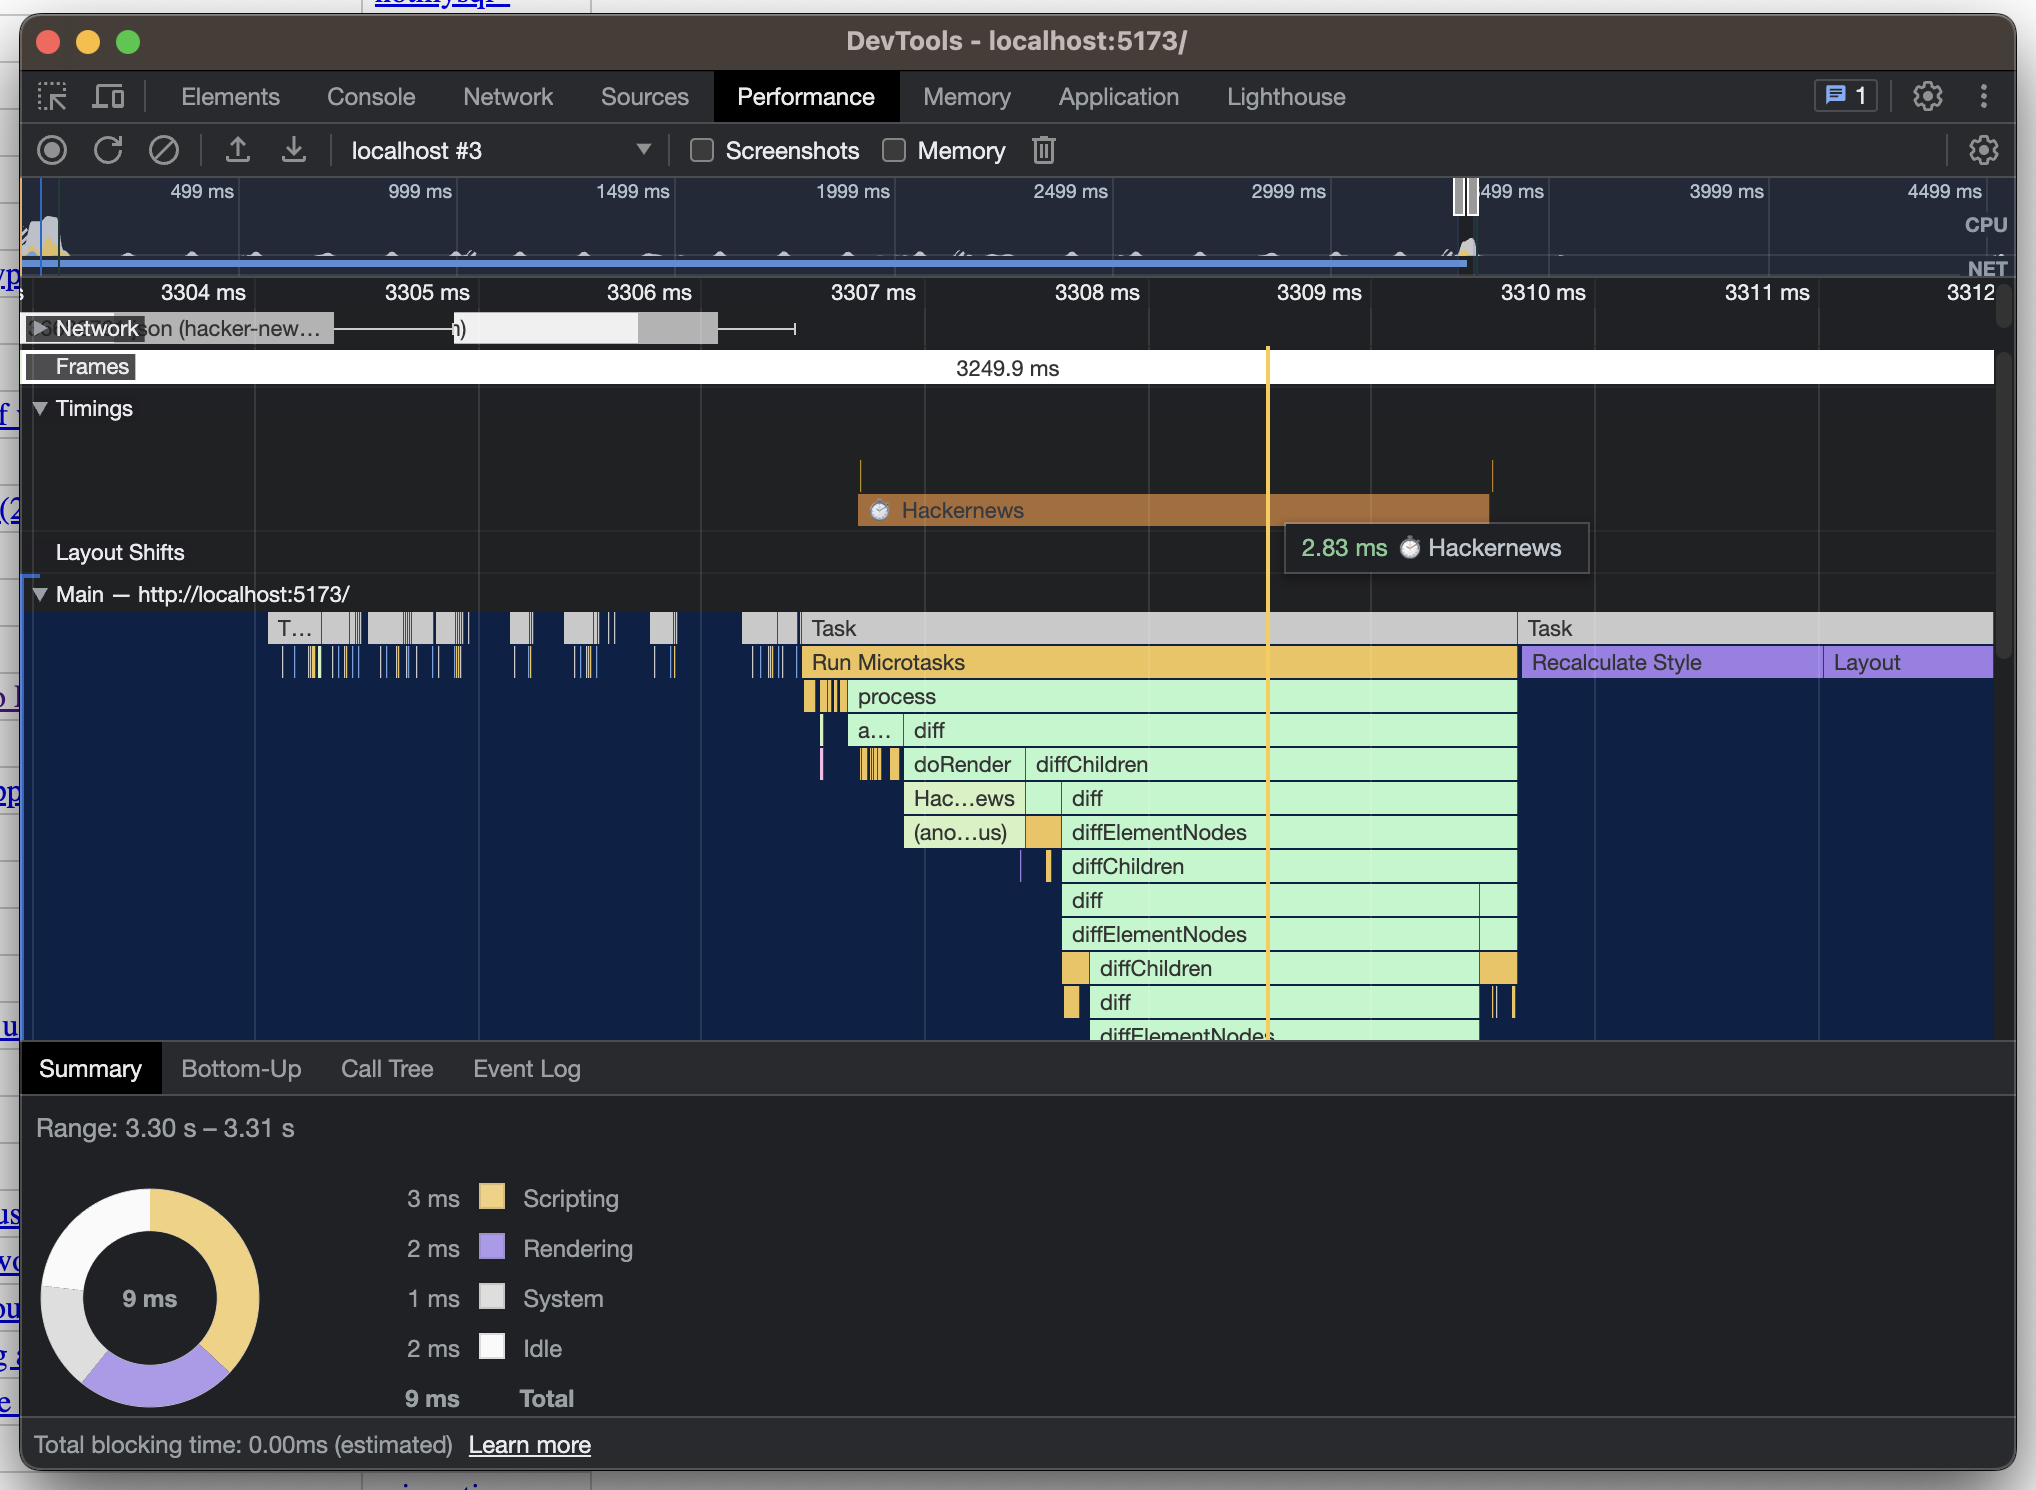 DevTools - localhost:5173/
Elements Console Network Sources Performance Memory Application Lighthouse 1
localhost #3 Screenshots Memory
499 ms 999 ms 1499 ms 1999 ms 2499 ms 2999 ms 499 ms 3999 ms 4499 ms
CPU
NET
3304 ms 3305 ms 3306 ms 3307 ms 3308 ms 3309 ms 3310 ms 3311 ms 3312
Network son (hacker-new…
Frames 3249.9 ms
Timings
Hackernews
2.83 ms Hackernews
Layout Shifts
Main — http://localhost:5173/
T… Task Task
Run Microtasks Recalculate Style Layout
process
a… diff
doRender diffChildren
Hac…ews diff
(ano…us) diffElementNodes
diffChildren
diff
diffElementNodes
diffChildren
diff
diffElementNodes
Summary Bottom-Up Call Tree Event Log
Range: 3.30 s – 3.31 s
3 ms Scripting
2 ms Rendering
9 ms
1 ms System
2 ms Idle
9 ms Total
Total blocking time: 0.00ms (estimated) Learn more